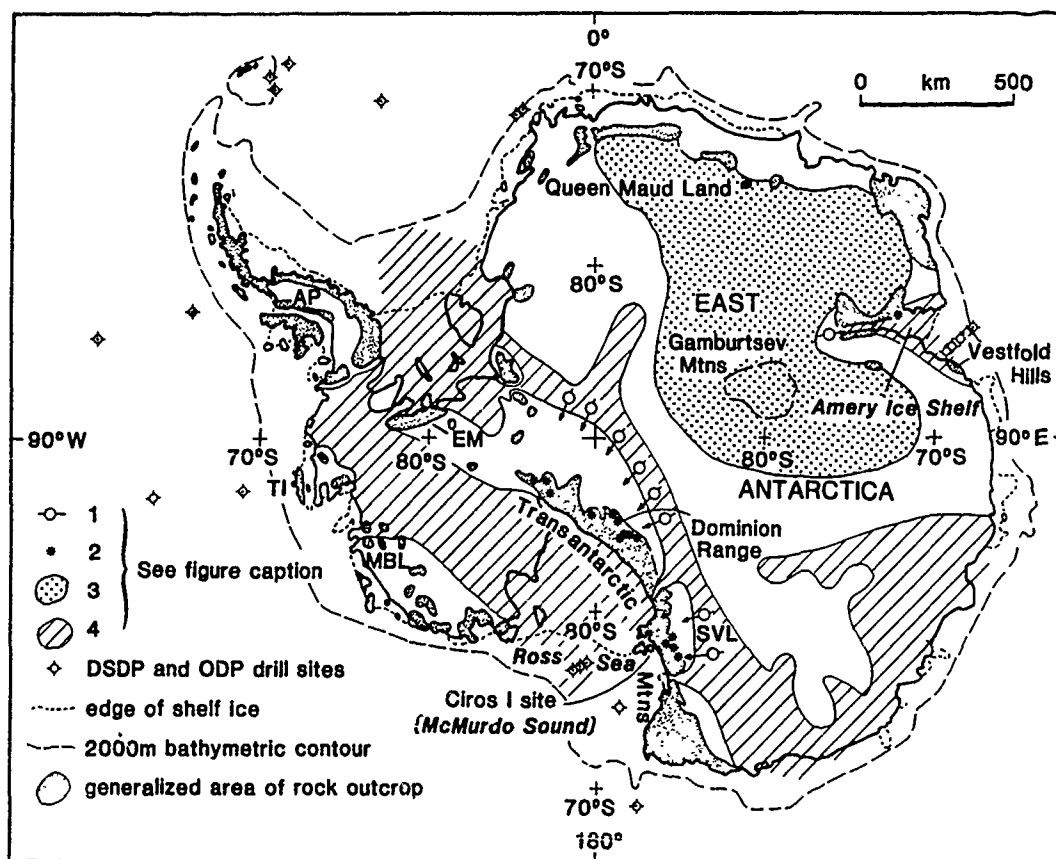 0°
70°S
0 km 500
Queen Maud Land
80°S
EAST
AP
Gamburtsev
Mtns
Vestfold
Hills
Amery Ice Shelf
90°W
70°S
80°S
EM
80°S
70°S
90°E
ANTARCTICA
TI
Transantarctic
Dominion
Range
MBL
1
2
See figure caption
3
4
80°S
SVL
Ross Sea
DSDP and ODP drill sites
Ciros I site
(McMurdo Sound)
Mtns
edge of shelf ice
2000m bathymetric contour
generalized area of rock outcrop
70°S
180°